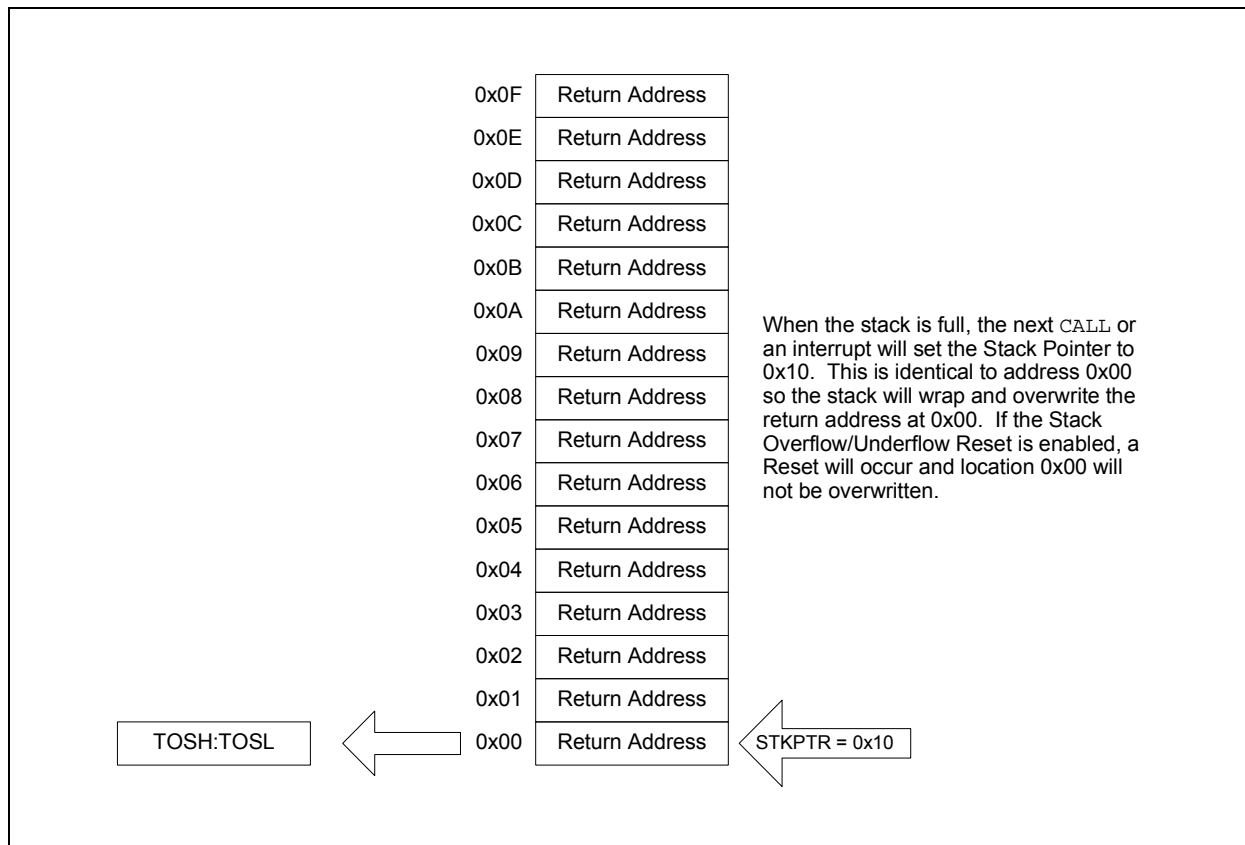 0x0F Return Address
0x0E Return Address
0x0D Return Address
0x0C Return Address
0x0B Return Address
0x0A Return Address
0x09 Return Address
0x08 Return Address
0x07 Return Address
0x06 Return Address
0x05 Return Address
0x04 Return Address
0x03 Return Address
0x02 Return Address
0x01 Return Address
TOSH:TOSL 0x00 Return Address STKPTR = 0x10
When the stack is full, the next CALL or
an interrupt will set the Stack Pointer to
0x10. This is identical to address 0x00
so the stack will wrap and overwrite the
return address at 0x00. If the Stack
Overflow/Underflow Reset is enabled, a
Reset will occur and location 0x00 will
not be overwritten.